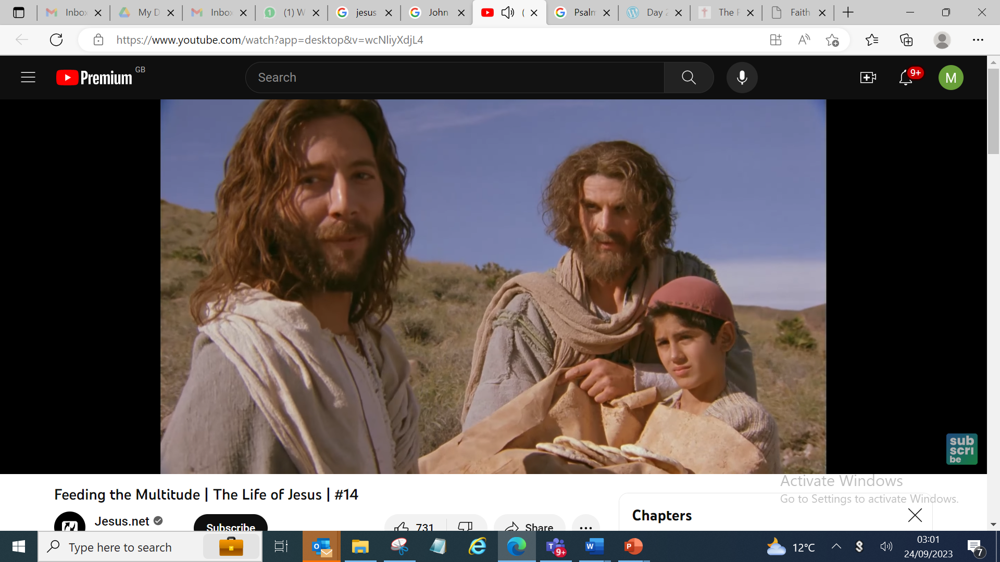 Inbox
My D
Inbox
(1) W
jesus
John
(
Psalm
Day 2
The P
Faith
https://www.youtube.com/watch?app=desktop&v=wcNIiyXdjL4
Premium GB
Search
9+
M
sub
scri
be
Activate Windows
Go to Settings to activate Windows.
Feeding the Multitude | The Life of Jesus | #14
Chapters
Jesus.net
Subscribe
731
Share
Type here to search
9+
12°C
03:01
24/09/2023
7